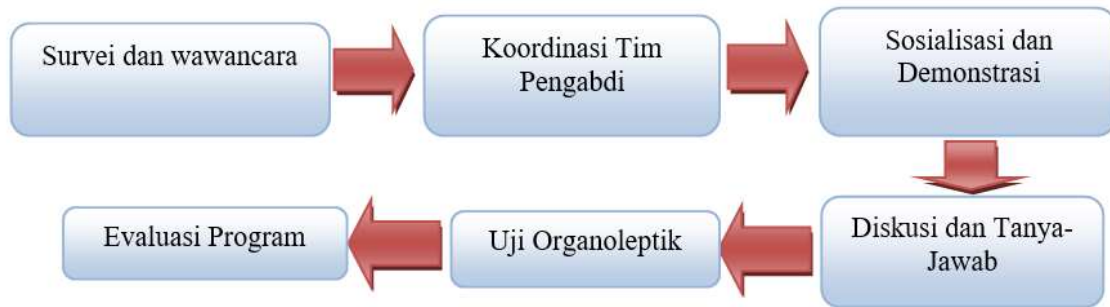 Survei dan wawancara
Koordinasi Tim
Pengabdi
Sosialisasi dan
Demonstrasi
Diskusi dan Tanya-
Jawab
Uji Organoleptik
Evaluasi Program